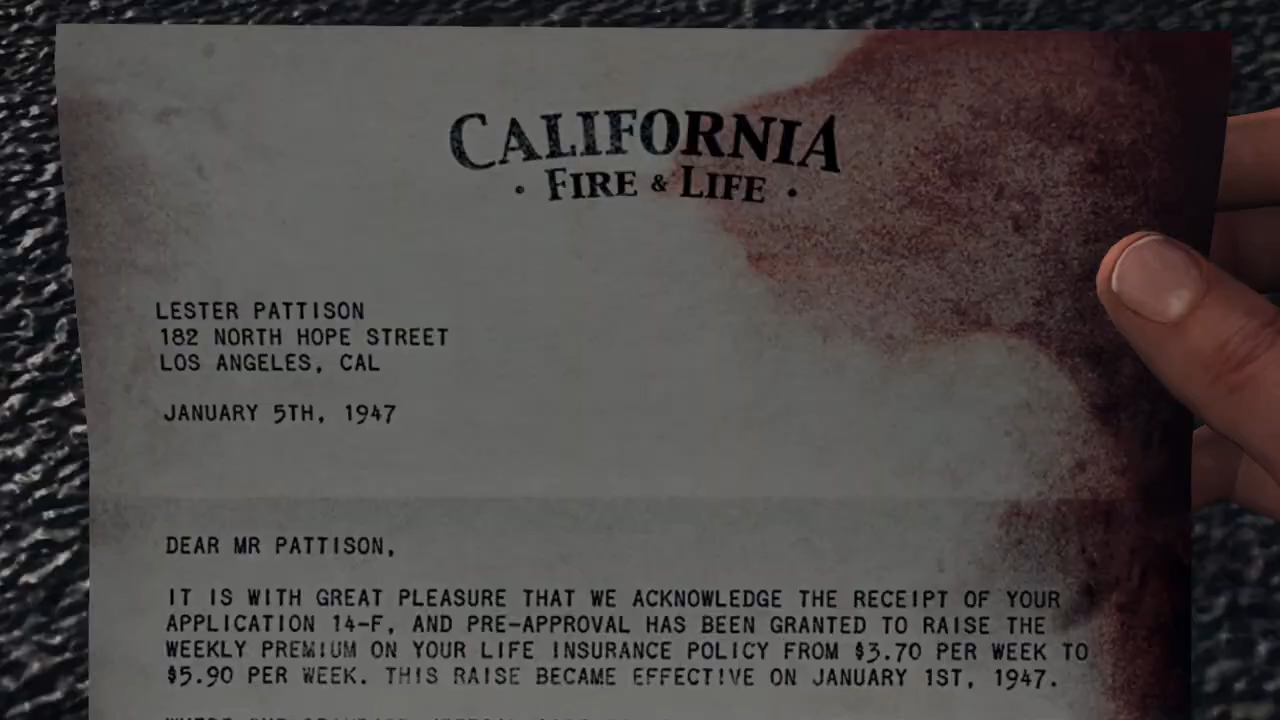 CALIFORNIA
· FIRE & LIFE ·
LESTER PATTISON
182 NORTH HOPE STREET
LOS ANGELES, CAL
JANUARY 5TH, 1947
DEAR MR PATTISON,
IT IS WITH GREAT PLEASURE THAT WE ACKNOWLEDGE THE RECEIPT OF YOUR
APPLICATION 14-F, AND PRE-APPROVAL HAS BEEN GRANTED TO RAISE THE
WEEKLY PREMIUM ON YOUR LIFE INSURANCE POLICY FROM $3.70 PER WEEK TO
$5.90 PER WEEK. THIS RAISE BECAME EFFECTIVE ON JANUARY 1ST, 1947.